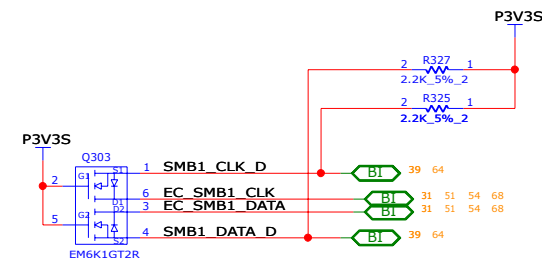 P3V3S
2 R327 1
2.2K_5%_2
2 R325 1
2.2K_5%_2
P3V3S
Q303
2 G1 S1 1 SMB1_CLK_D BI 39 64
D1 6 EC_SMB1_CLK BI 31 51 54 68
D2 3 EC_SMB1_DATA BI 31 51 54 68
5 G2 S2 4 SMB1_DATA_D BI 39 64
EM6K1GT2R